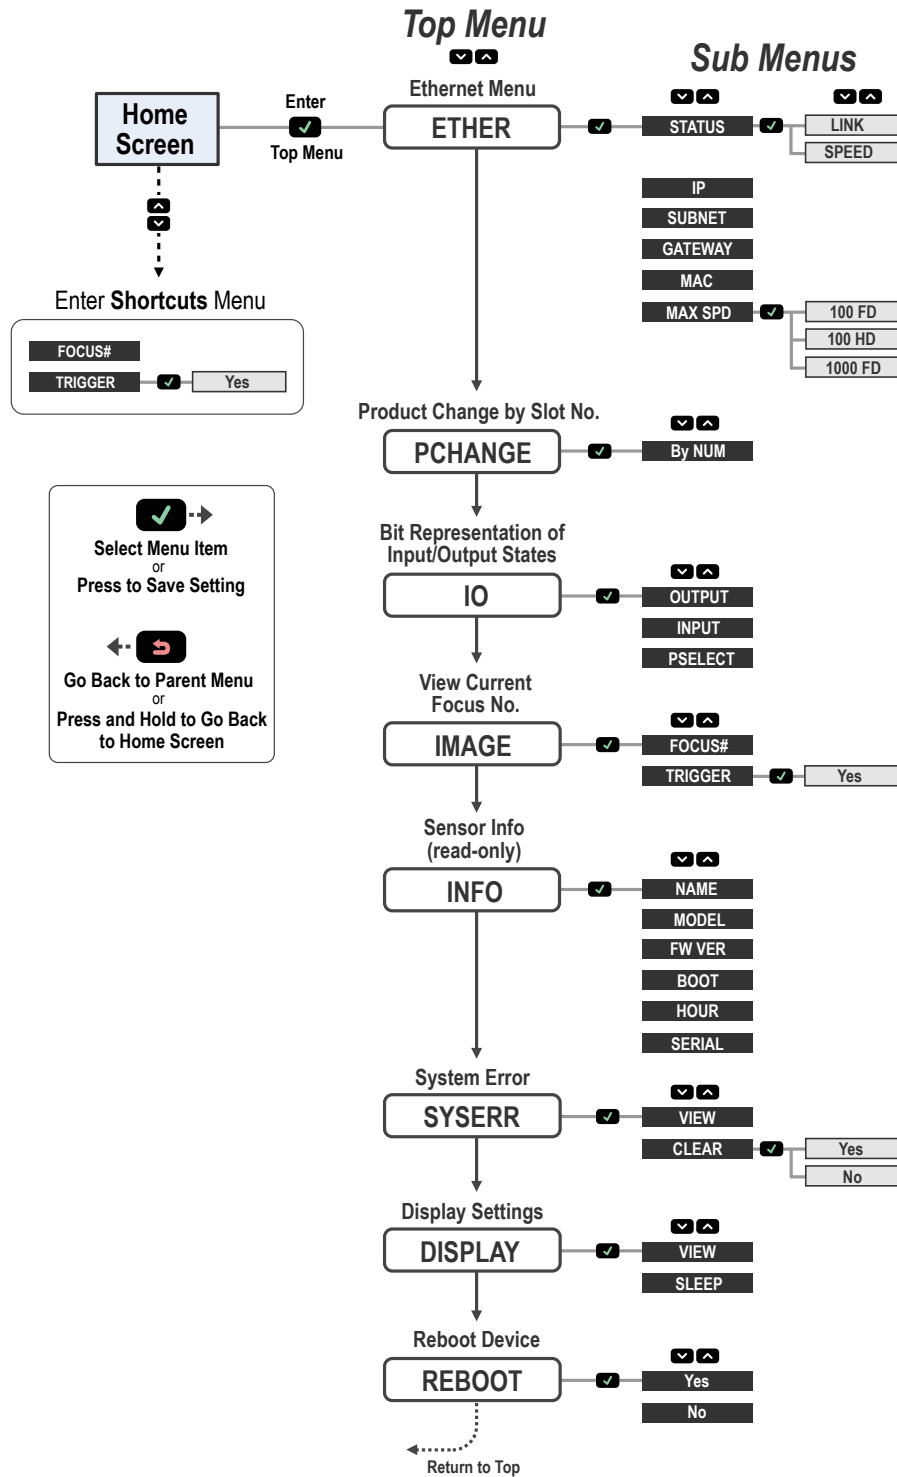 Top Menu
Sub Menus
Ethernet Menu
Home
Screen
Enter
Top Menu
ETHER
STATUS
LINK
SPEED
IP
SUBNET
GATEWAY
MAC
MAX SPD
100 FD
100 HD
1000 FD
Enter Shortcuts Menu
FOCUS#
TRIGGER
Yes
Product Change by Slot No.
PCHANGE
By NUM
Select Menu Item
or
Press to Save Setting
Go Back to Parent Menu
or
Press and Hold to Go Back
to Home Screen
Bit Representation of
Input/Output States
IO
OUTPUT
INPUT
PSELECT
View Current
Focus No.
IMAGE
FOCUS#
TRIGGER
Yes
Sensor Info
(read-only)
INFO
NAME
MODEL
FW VER
BOOT
HOUR
SERIAL
System Error
SYSERR
VIEW
CLEAR
Yes
No
Display Settings
DISPLAY
VIEW
SLEEP
Reboot Device
REBOOT
Yes
No
Return to Top